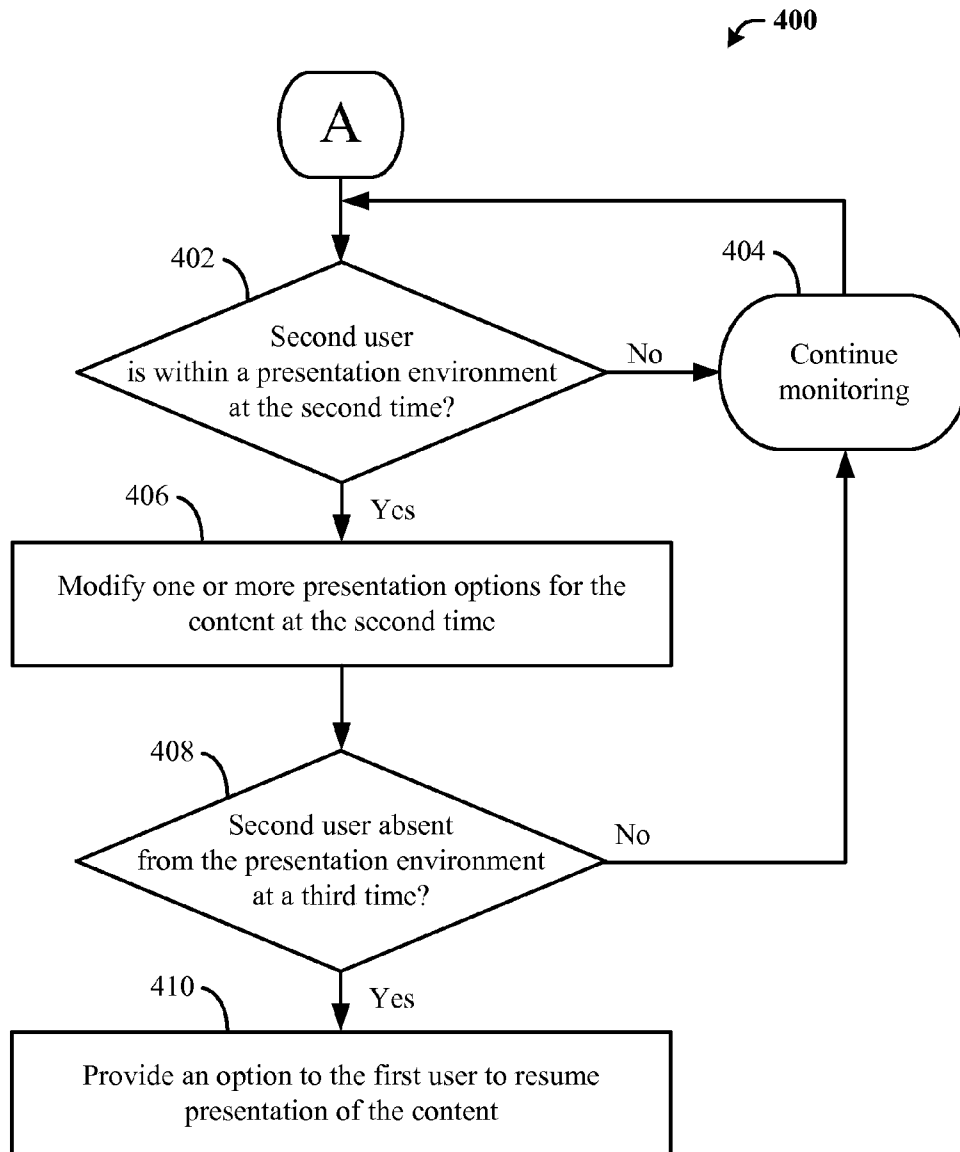 400
A
402
404
Second user
is within a presentation environment
at the second time?
No
Continue
monitoring
406
Yes
Modify one or more presentation options for the
content at the second time
408
Second user absent
from the presentation environment
at a third time?
No
410
Yes
Provide an option to the first user to resume
presentation of the content